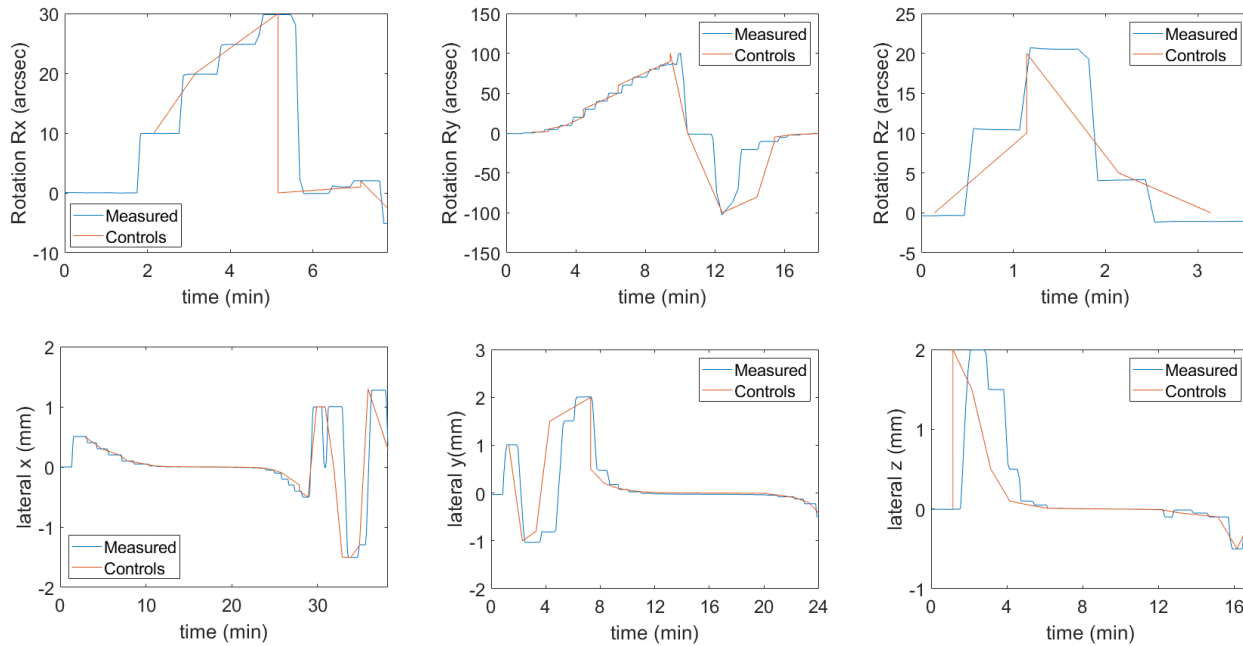 Rotation Rx (arcsec)
30
20
10
0
-10
0 2 4 6
time (min)
Measured
Controls
Rotation Ry (arcsec)
150
100
50
0
-50
-100
-150
0 4 8 12 16
time (min)
Measured
Controls
Rotation Rz (arcsec)
25
20
15
10
5
0
-5
0 1 2 3
time (min)
Measured
Controls
lateral x (mm)
2
1
0
-1
-2
0 10 20 30
time (min)
Measured
Controls
lateral y(mm)
3
2
1
0
-1
-2
0 4 8 12 16 20 24
time (min)
Measured
Controls
lateral z (mm)
2
1
0
-1
0 4 8 12 16
time (min)
Measured
Controls